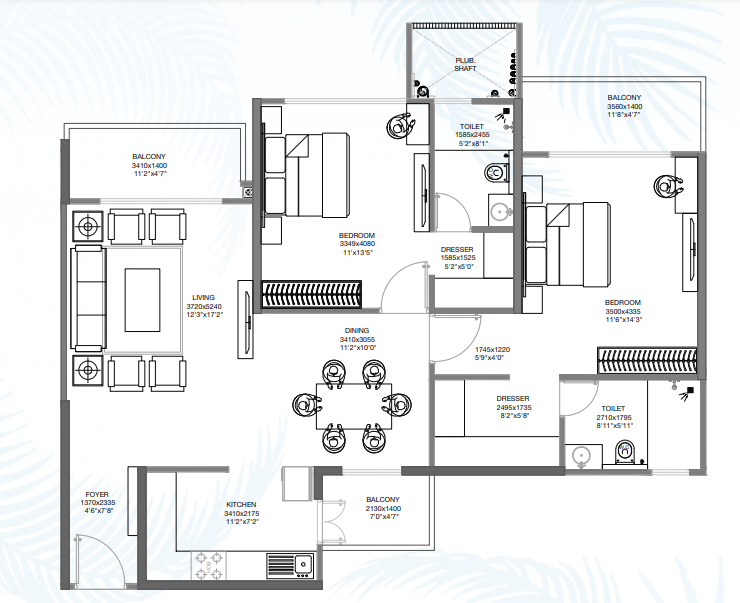 PLUB.
SHAFT
BALCONY
3560x1400
11'8"x4'7"
TOILET
1585x2455
5'2"x8'1"
BALCONY
3410x1400
11'2"x4'7"
BEDROOM
3349x4080
11'x13'5"
DRESSER
1585x1525
5'2"x5'0"
LIVING
3720x5240
12'3"x17'2"
BEDROOM
3500x4335
11'6"x14'3"
DINING
3410x3055
11'2"x10'0"
1745x1220
5'9"x4'0"
DRESSER
2495x1735
8'2"x5'8"
TOILET
2710x1795
8'11"x5'11"
FOYER
1370x2335
4'6"x7'8"
KITCHEN
3410x2175
11'2"x7'2"
BALCONY
2130x1400
7'0"x4'7"